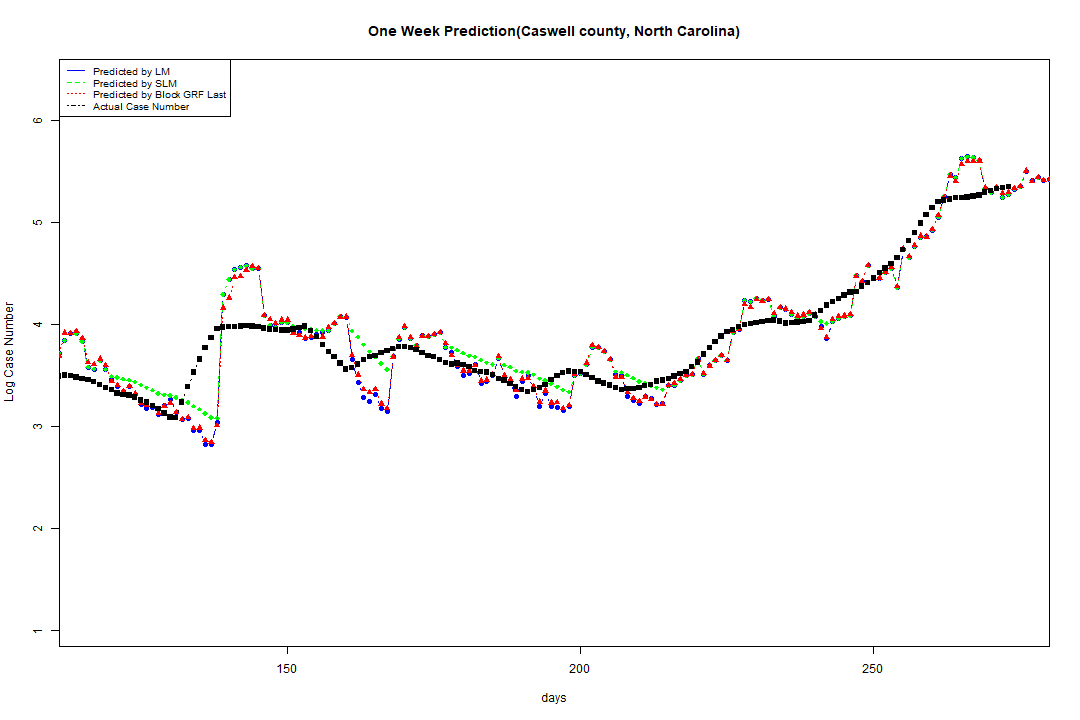 One Week Prediction(Caswell county, North Carolina)
Predicted by LM
Predicted by SLM
Predicted by Block GRF Last
Actual Case Number
6
5
4
3
2
1
Log Case Number
150
200
250
days